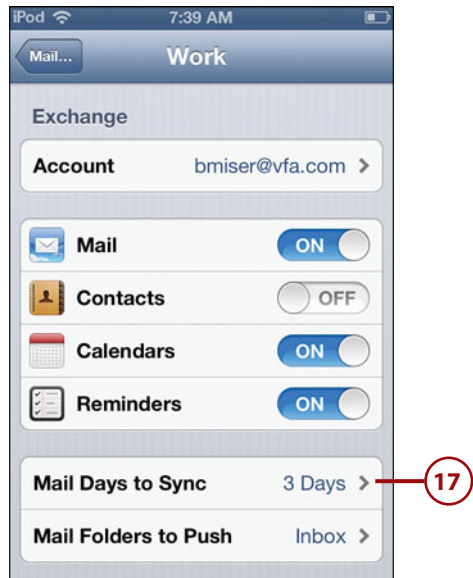 iPod 7:39 AM
Mail... Work
Exchange
Account bmiser@vfa.com
Mail ON
Contacts OFF
Calendars ON
Reminders ON
Mail Days to Sync 3 Days 17
Mail Folders to Push Inbox